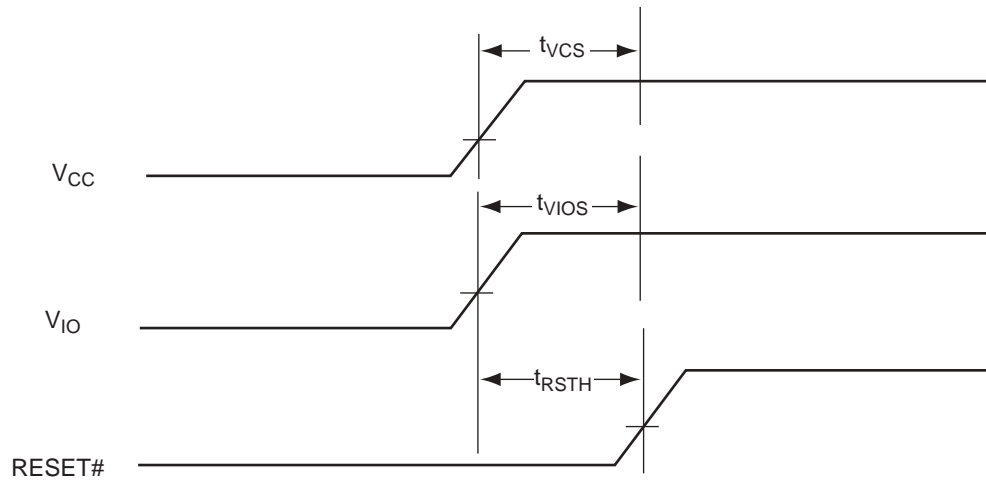 tVCS
VCC
tVIOS
VIO
tRSTH
RESET#